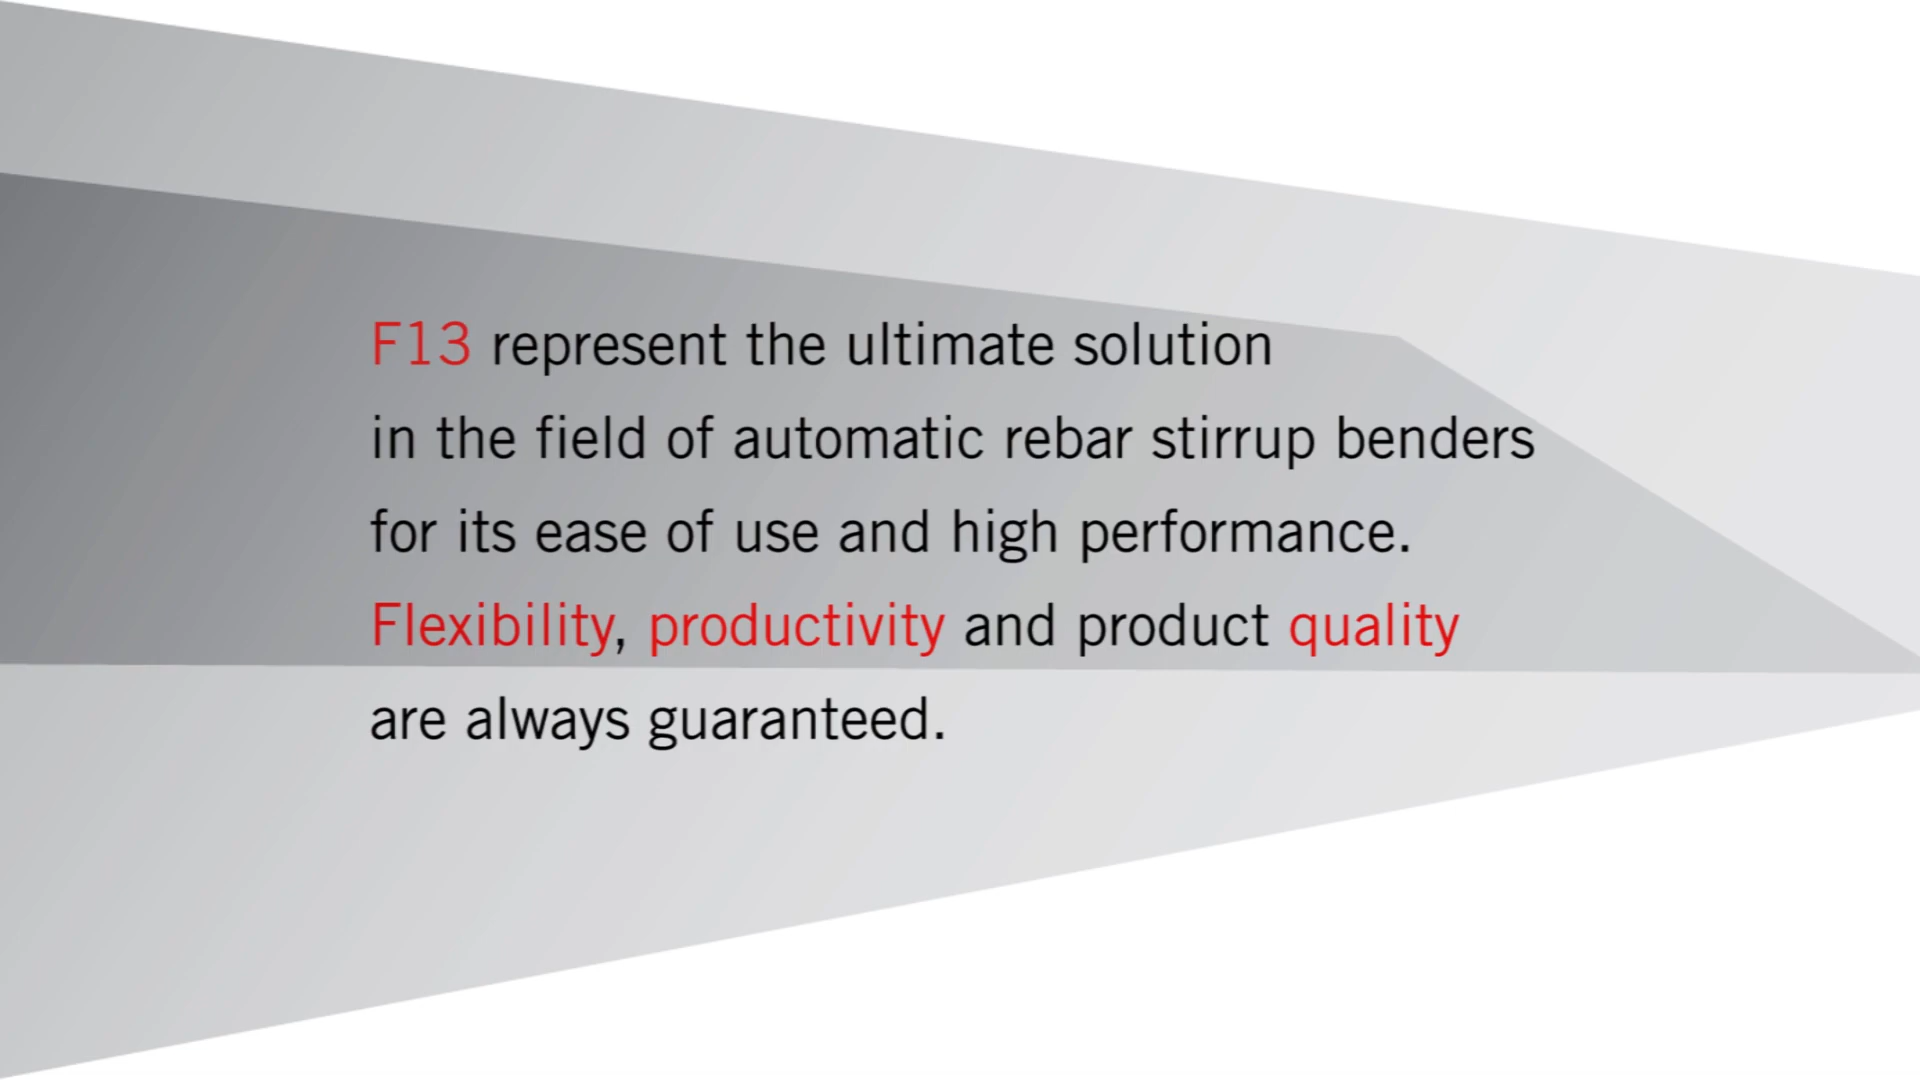 F13 represent the ultimate solution
in the field of automatic rebar stirrup benders
for its ease of use and high performance.
Flexibility, productivity and product quality
are always guaranteed.